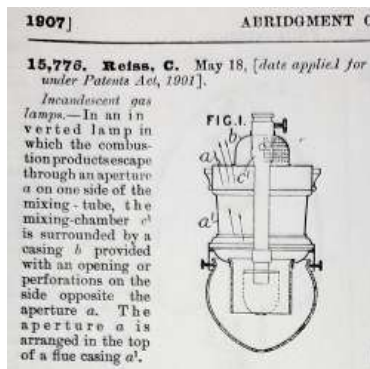 1907]
ABRIDGMENT
15,776. Reiss, C. May 18, [date applied for
under Patents Act, 1901].
Incandescent gas
lamps.—In an in
verted lamp in
which the combus-
tion products escape
through an aperture
a on one side of the
mixing-tube, the
mixing-chamber c¹
is surrounded by a
casing b provided
with an opening or
perforations on the
side opposite the
aperture a. The
aperture a is
arranged in the top
of a flue casing a¹.
FIG.1.
b
a
c¹
a¹